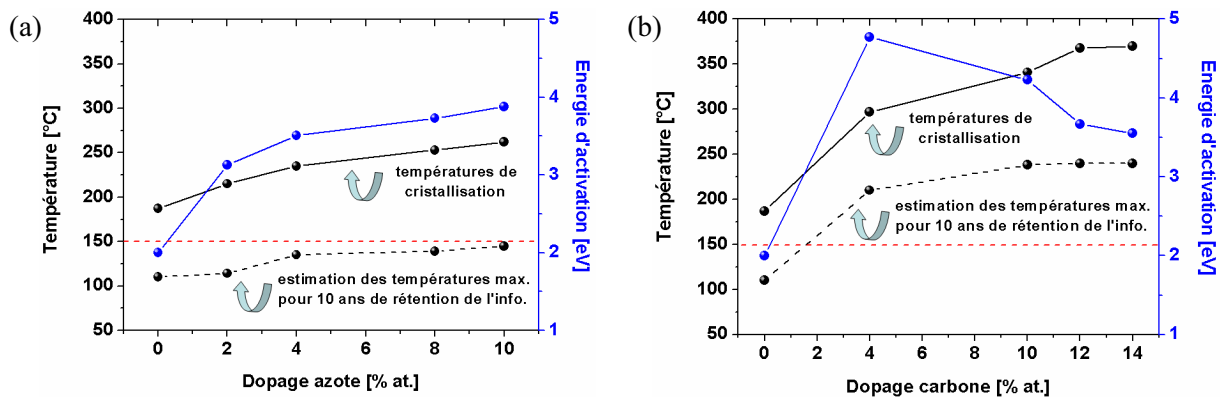 (a)
400
350
300
250
200
150
100
50
Température [°C]
5
4
3
2
1
Energie d'activation [eV]
températures de
cristallisation
estimation des températures max.
pour 10 ans de rétention de l'info.
0
2
4
8
10
Dopage azote [% at.]
(b)
400
350
300
250
200
150
100
50
Température [°C]
5
4
3
2
1
Energie d'activation [eV]
températures de
cristallisation
estimation des températures max.
pour 10 ans de rétention de l'info.
0
2
4
6
8
10
12
14
Dopage carbone [% at.]